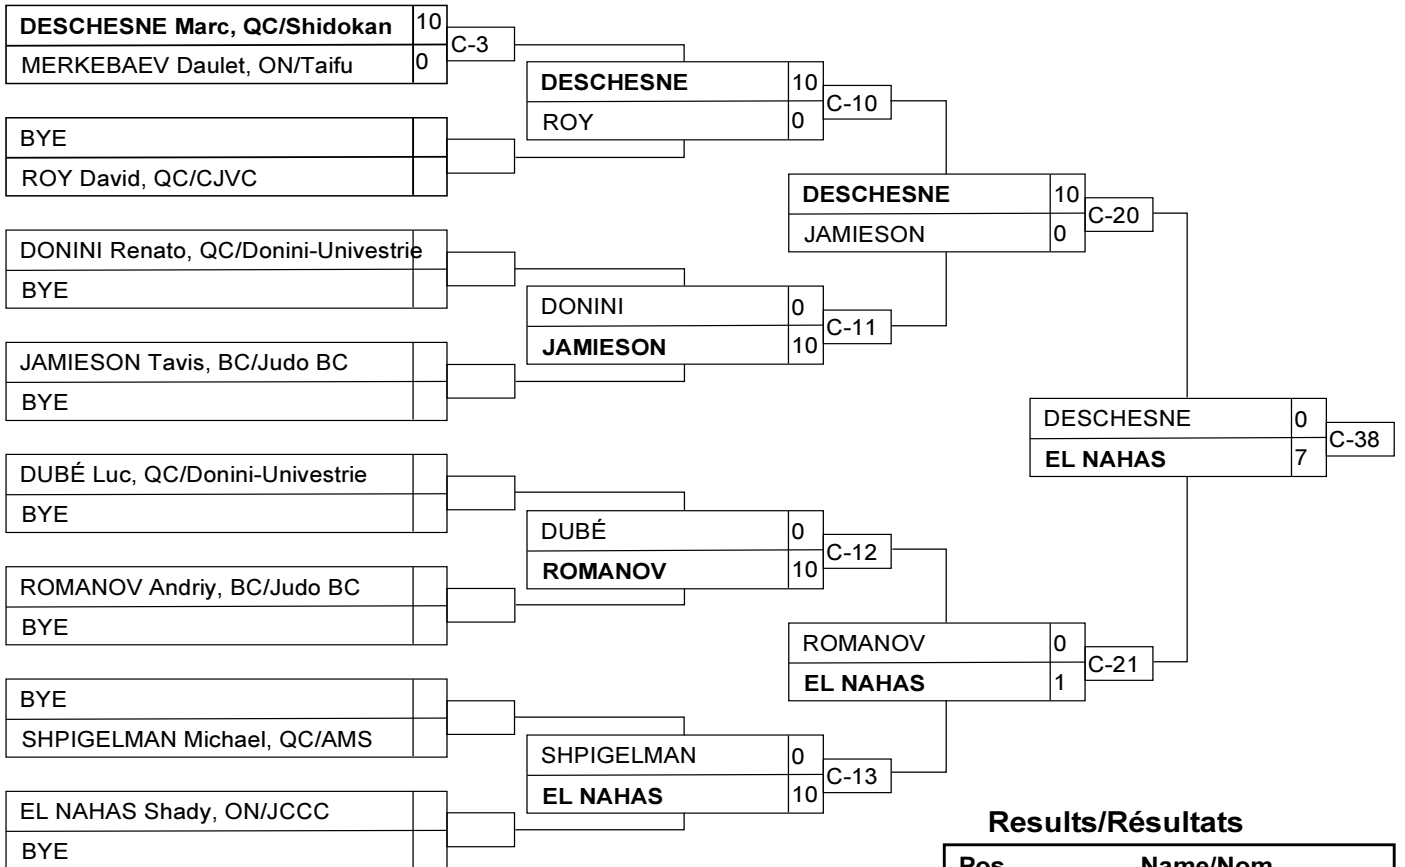 DESCHESNE Marc, QC/Shidokan 10
MERKEBAEV Daulet, ON/Taifu 0
C-3
BYE
ROY David, QC/CJVC
DESCHESNE 10
ROY 0
C-10
DONINI Renato, QC/Donini-Univestrie
BYE
JAMIESON Tavis, BC/Judo BC
BYE
DONINI 0
JAMIESON 10
C-11
DESCHESNE 10
JAMIESON 0
C-20
DUBÉ Luc, QC/Donini-Univestrie
BYE
ROMANOV Andriy, BC/Judo BC
BYE
DUBÉ 0
ROMANOV 10
C-12
BYE
SHPIGELMAN Michael, QC/AMS
EL NAHAS Shady, ON/JCCC
BYE
SHPIGELMAN 0
EL NAHAS 10
C-13
ROMANOV 0
EL NAHAS 1
C-21
DESCHESNE 0
EL NAHAS 7
C-38
Results/Résultats
Pos. Name/Nom